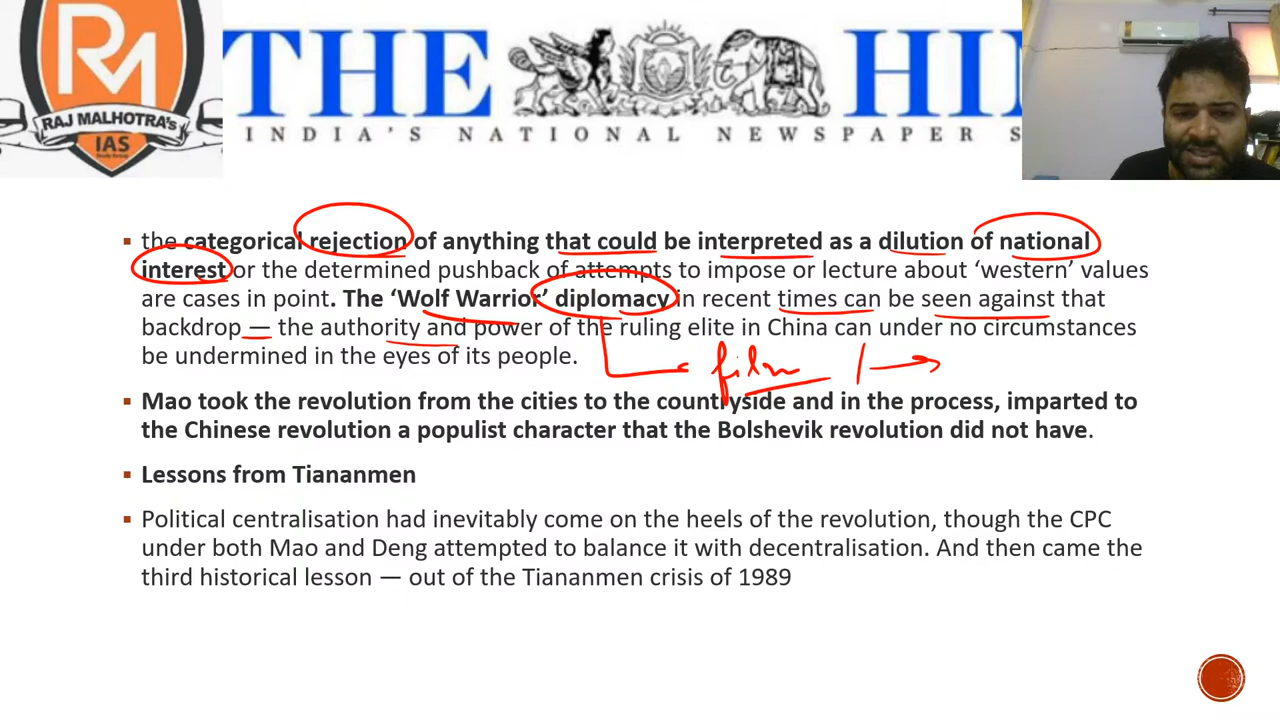 RM
RAJ MALHOTRA's
IAS
Study Group
THE HI
INDIA'S NATIONAL NEWSPAPER S
the categorical rejection of anything that could be interpreted as a dilution of national
interest or the determined pushback of attempts to impose or lecture about ‘western’ values
are cases in point. The ‘Wolf Warrior’ diplomacy in recent times can be seen against that
backdrop — the authority and power of the ruling elite in China can under no circumstances
be undermined in the eyes of its people.
film
Mao took the revolution from the cities to the countryside and in the process, imparted to
the Chinese revolution a populist character that the Bolshevik revolution did not have.
Lessons from Tiananmen
Political centralisation had inevitably come on the heels of the revolution, though the CPC
under both Mao and Deng attempted to balance it with decentralisation. And then came the
third historical lesson — out of the Tiananmen crisis of 1989